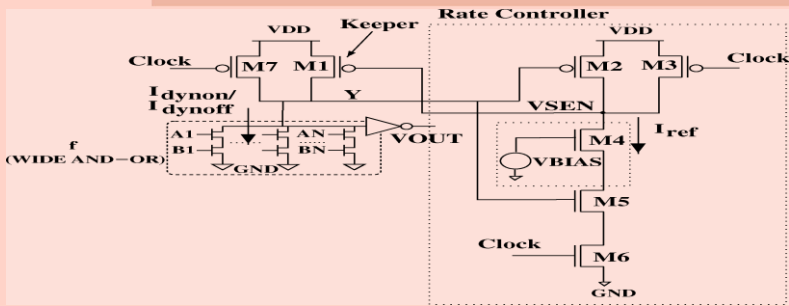 Rate Controller
VDD
Keeper
VDD
Clock
M7
M1
M2
M3
Clock
Idynon/
Idynoff
Y
VSEN
Iref
f
(WIDE AND−OR)
A1
AN
B1
BN
GND
VOUT
VBIAS
M4
M5
Clock
M6
GND